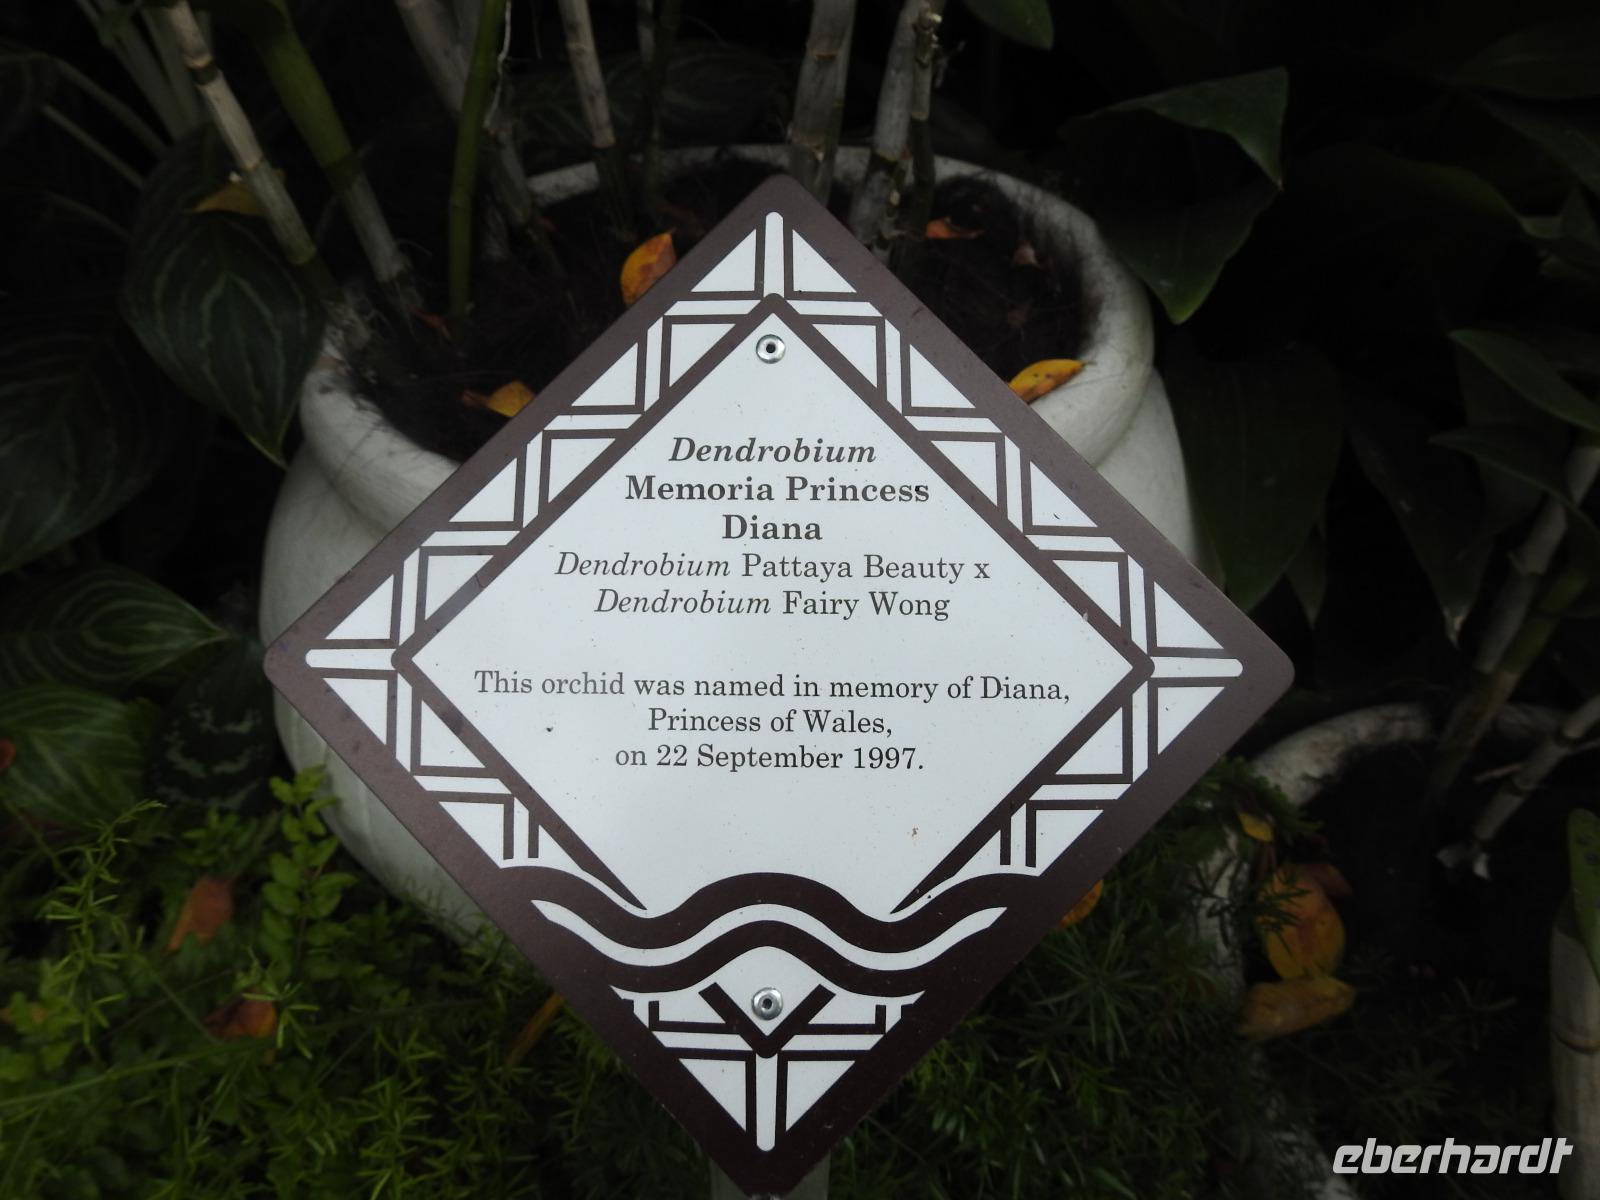 Dendrobium
Memoria Princess
Diana
Dendrobium Pattaya Beauty x
Dendrobium Fairy Wong
This orchid was named in memory of Diana,
Princess of Wales,
on 22 September 1997.
eberhardt